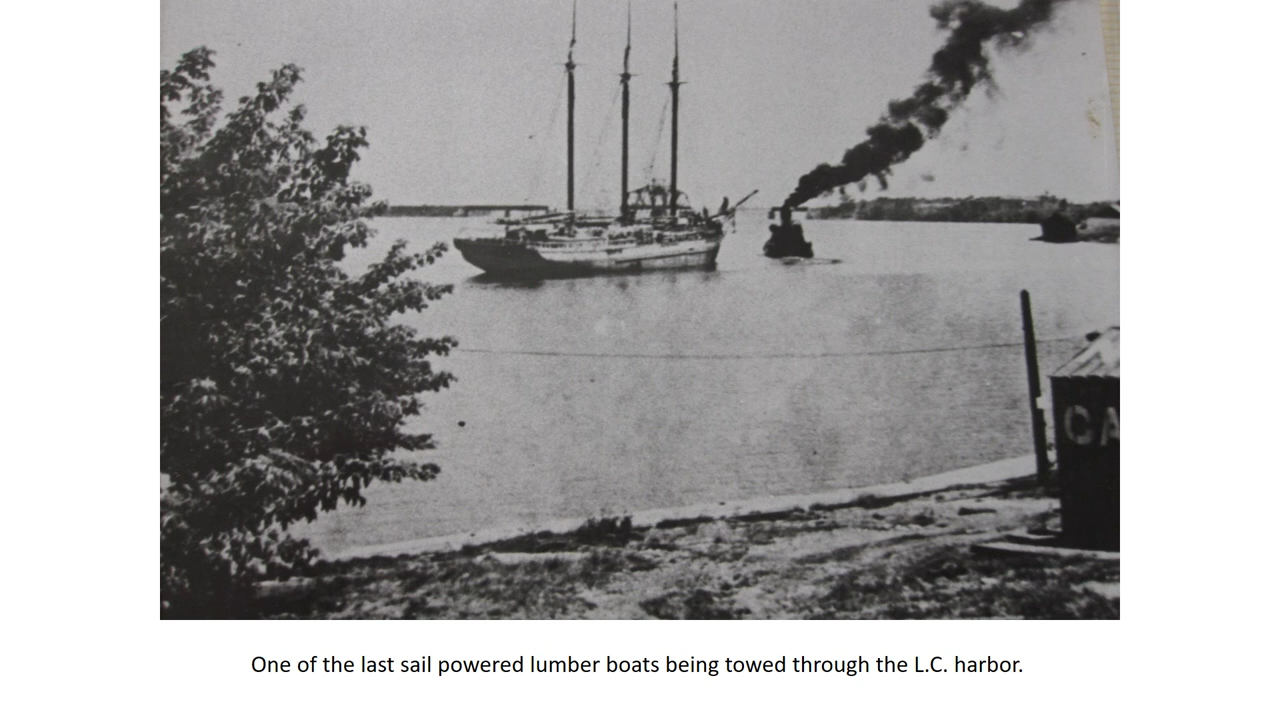 CA
One of the last sail powered lumber boats being towed through the L.C. harbor.